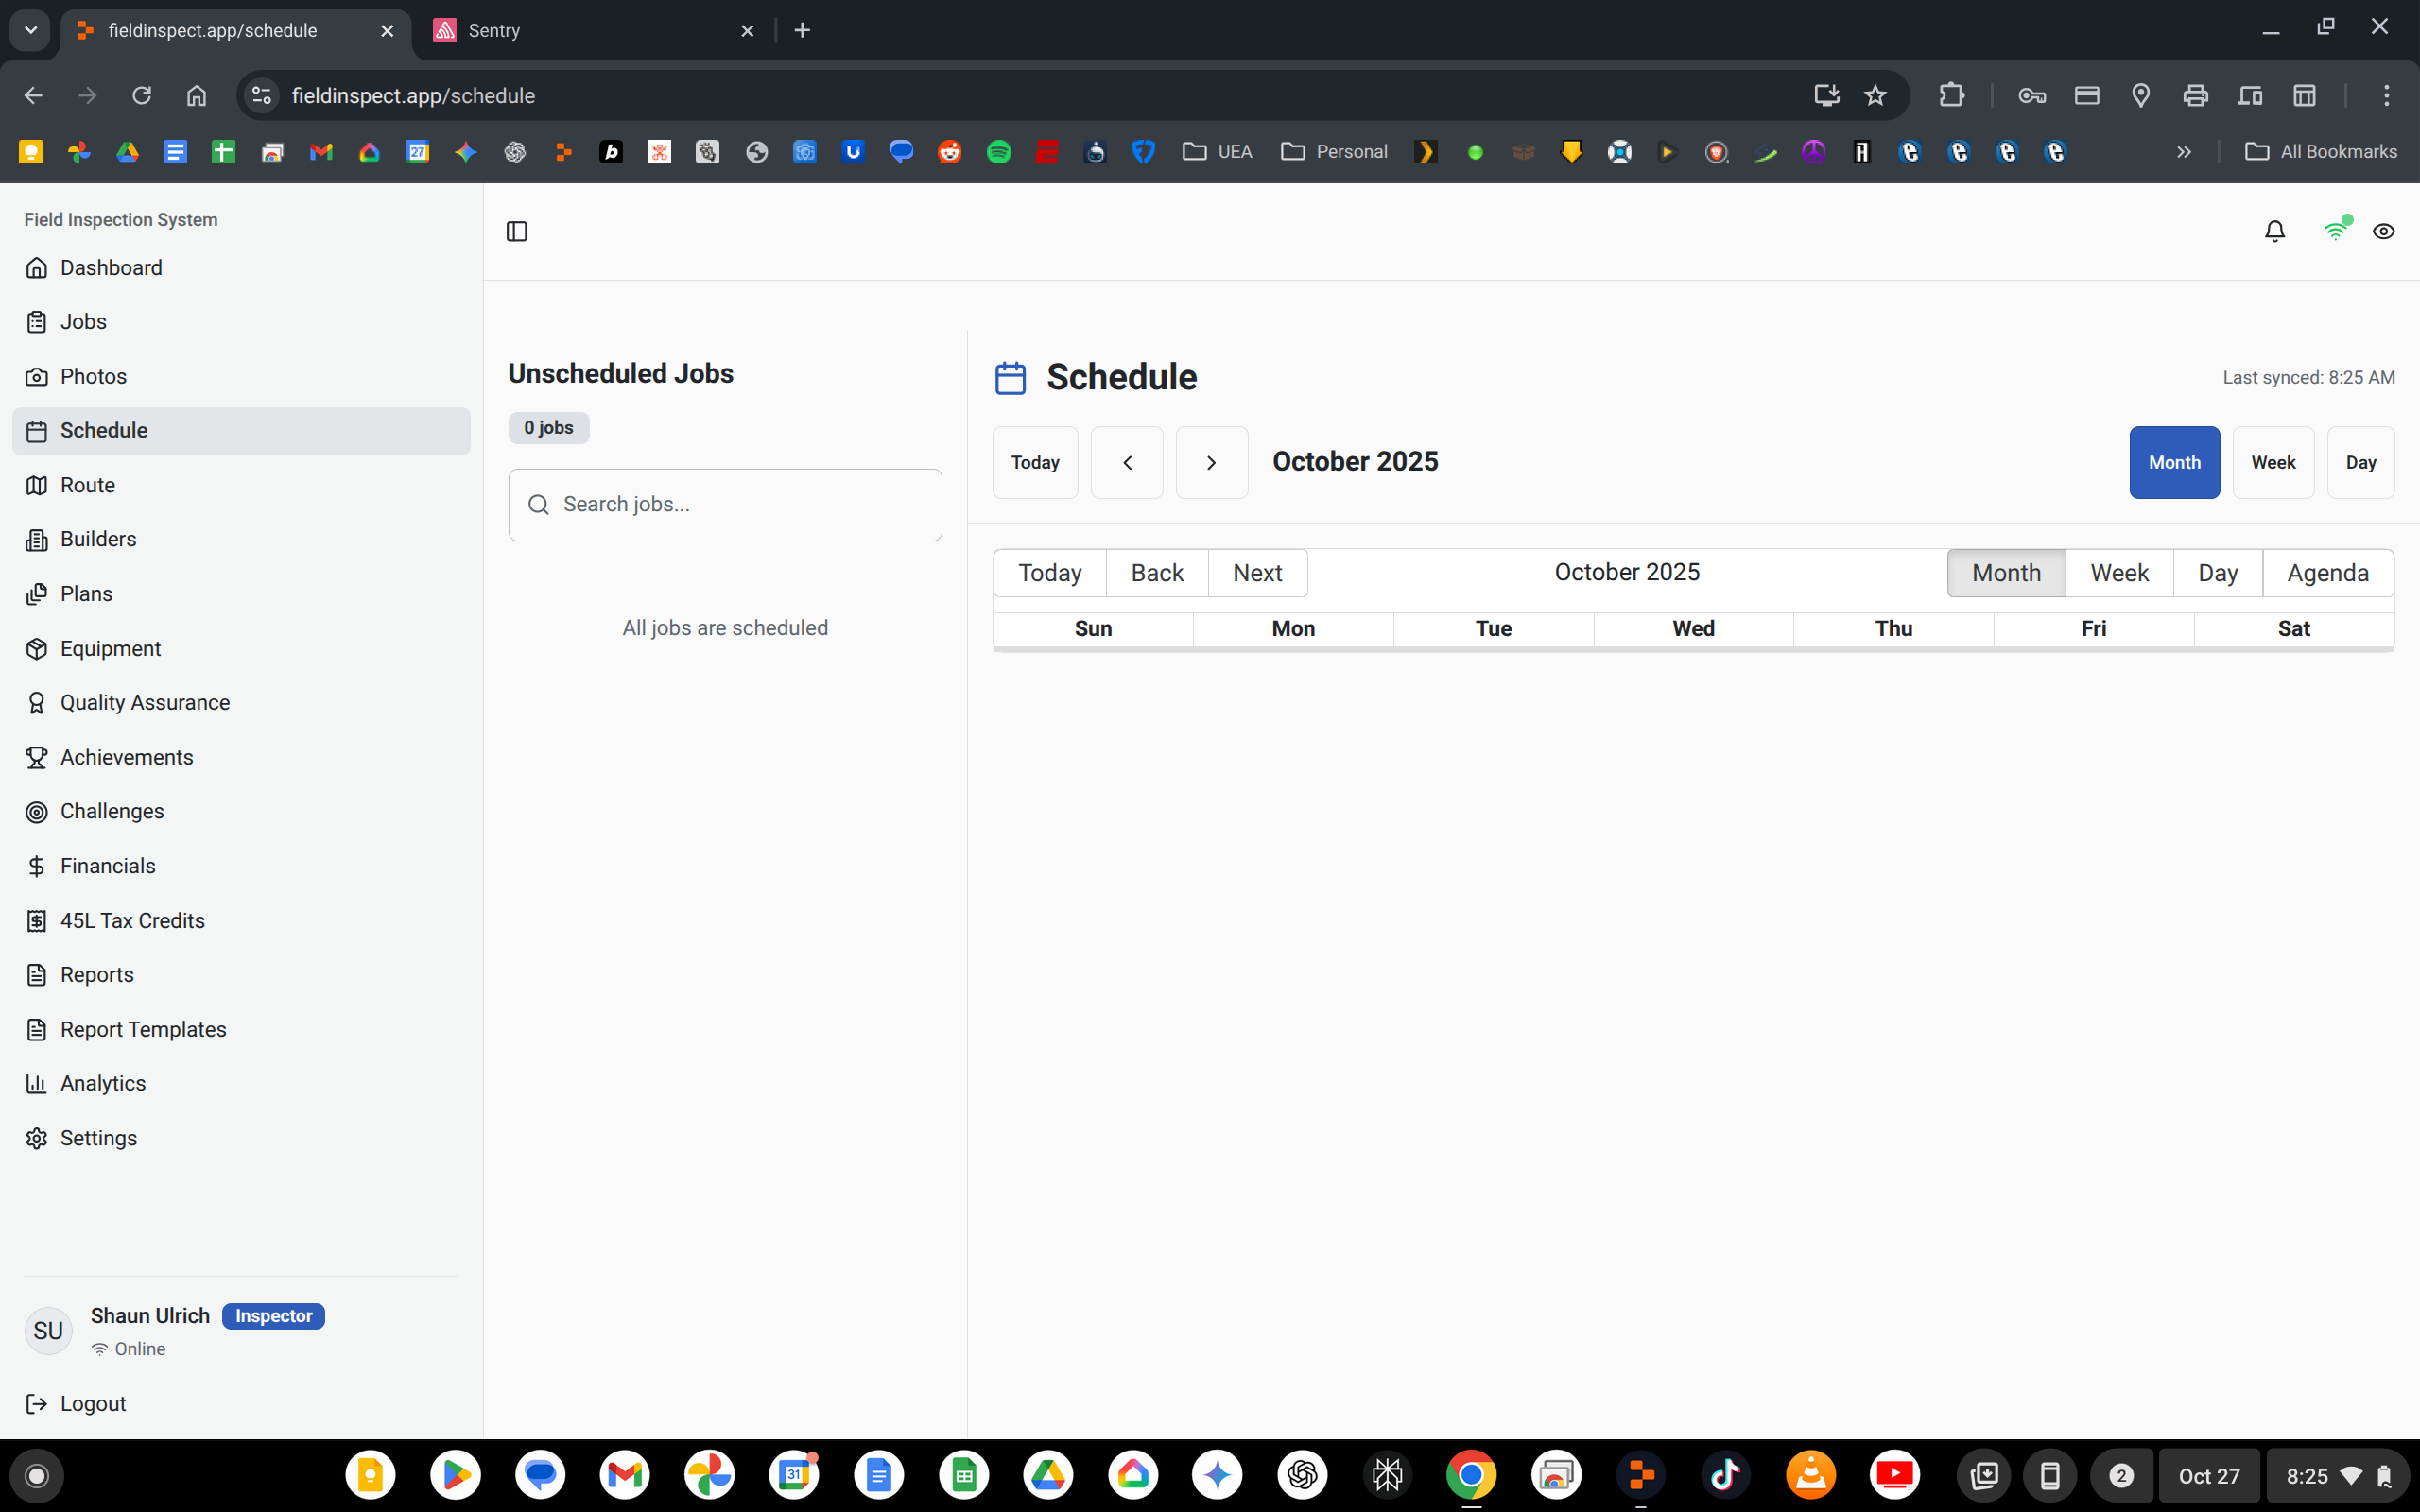 fieldinspect.app/schedule
Sentry
fieldinspect.app/schedule
UEA
Personal
All Bookmarks
Field Inspection System
Dashboard
Jobs
Photos
Schedule
Route
Builders
Plans
Equipment
Quality Assurance
Achievements
Challenges
Financials
45L Tax Credits
Reports
Report Templates
Analytics
Settings
SU
Shaun Ulrich
Inspector
Online
Logout
Unscheduled Jobs
0 jobs
Search jobs...
All jobs are scheduled
Schedule
Last synced: 8:25 AM
Today
October 2025
Month
Week
Day
Today
Back
Next
October 2025
Month
Week
Day
Agenda
Sun
Mon
Tue
Wed
Thu
Fri
Sat
31
2
Oct 27
8:25